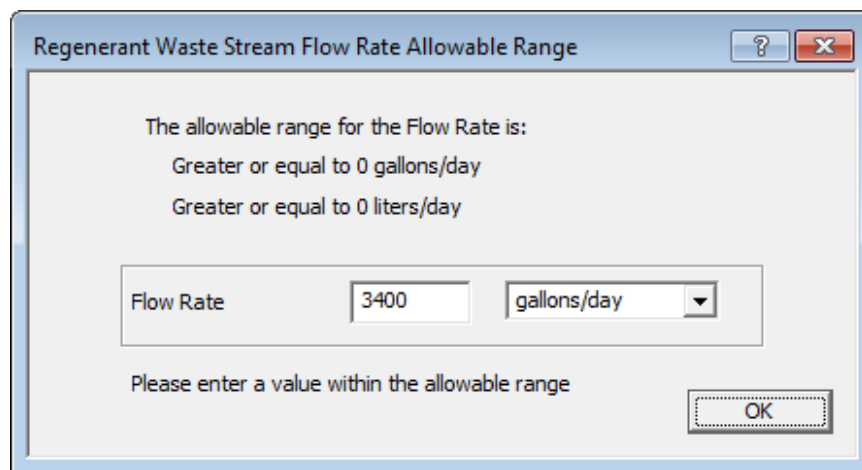 Regenerant Waste Stream Flow Rate Allowable Range
?
The allowable range for the Flow Rate is:
Greater or equal to 0 gallons/day
Greater or equal to 0 liters/day
Flow Rate 3400 gallons/day
Please enter a value within the allowable range
OK